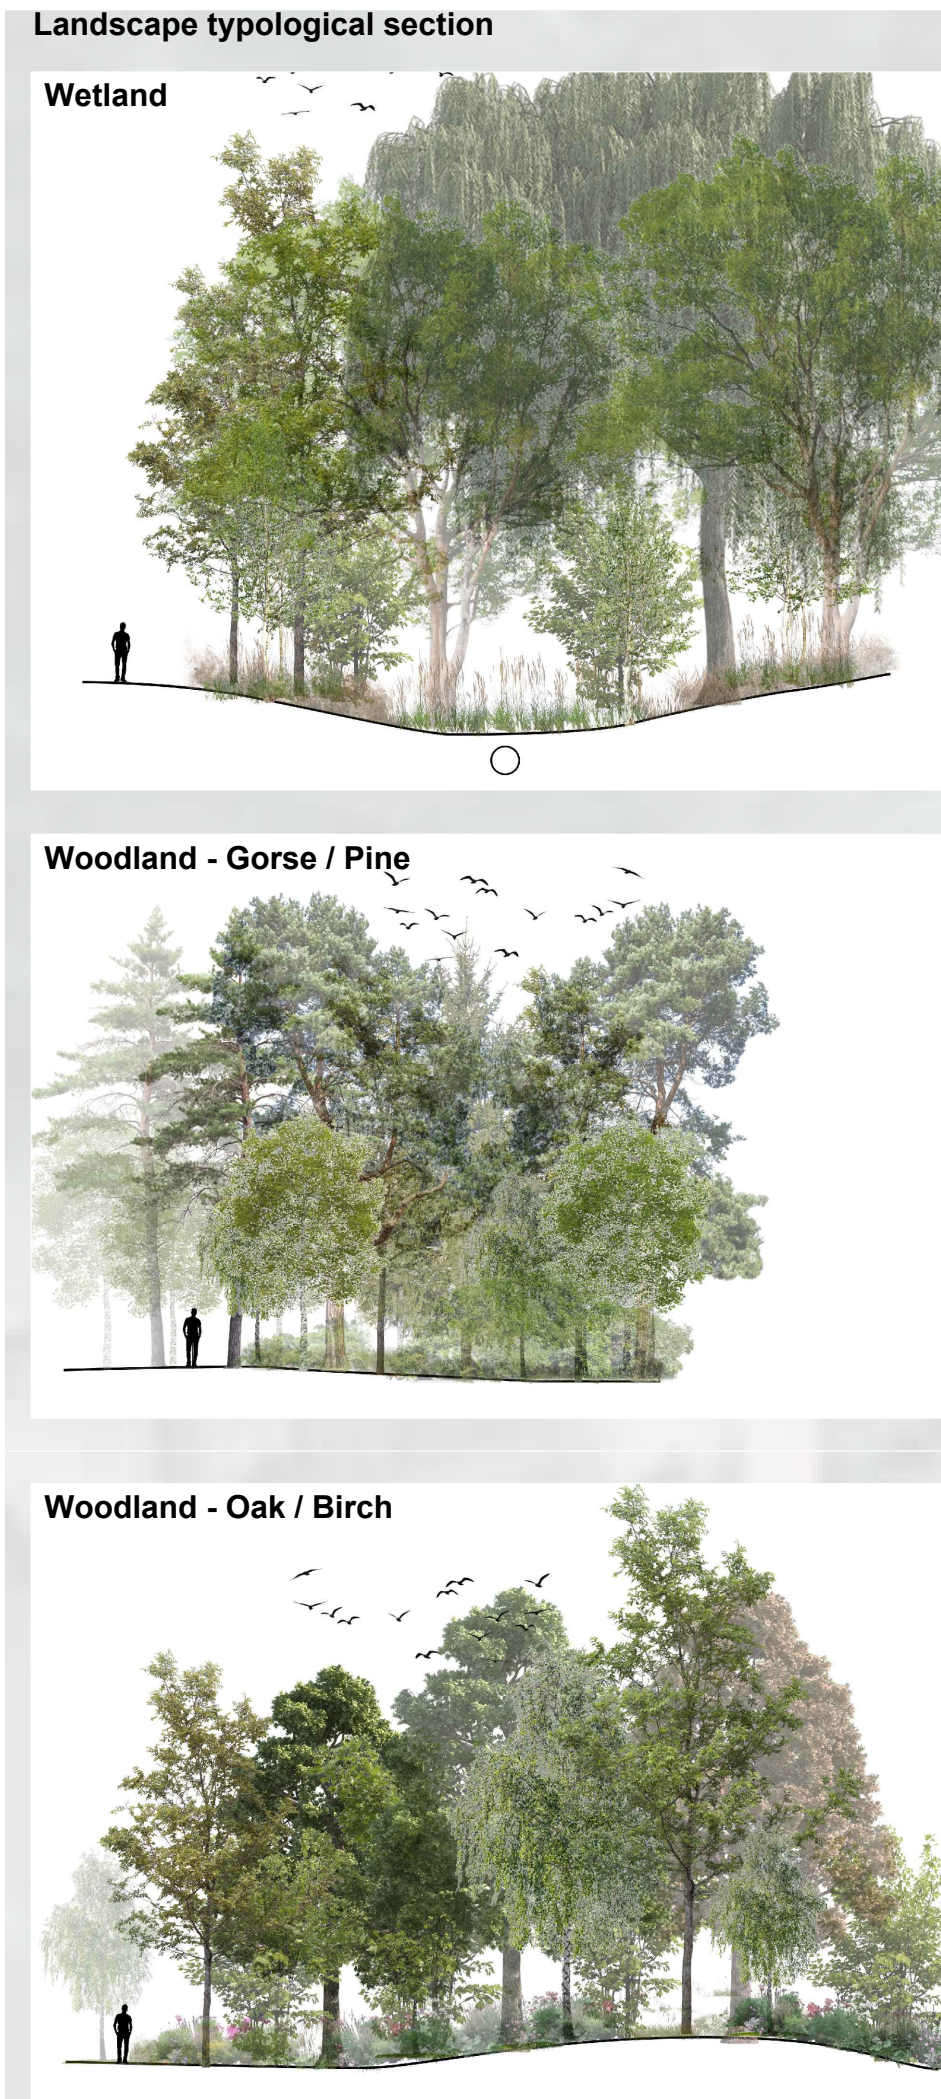 Landscape typological section
Wetland
Woodland - Gorse / Pine
Woodland - Oak / Birch